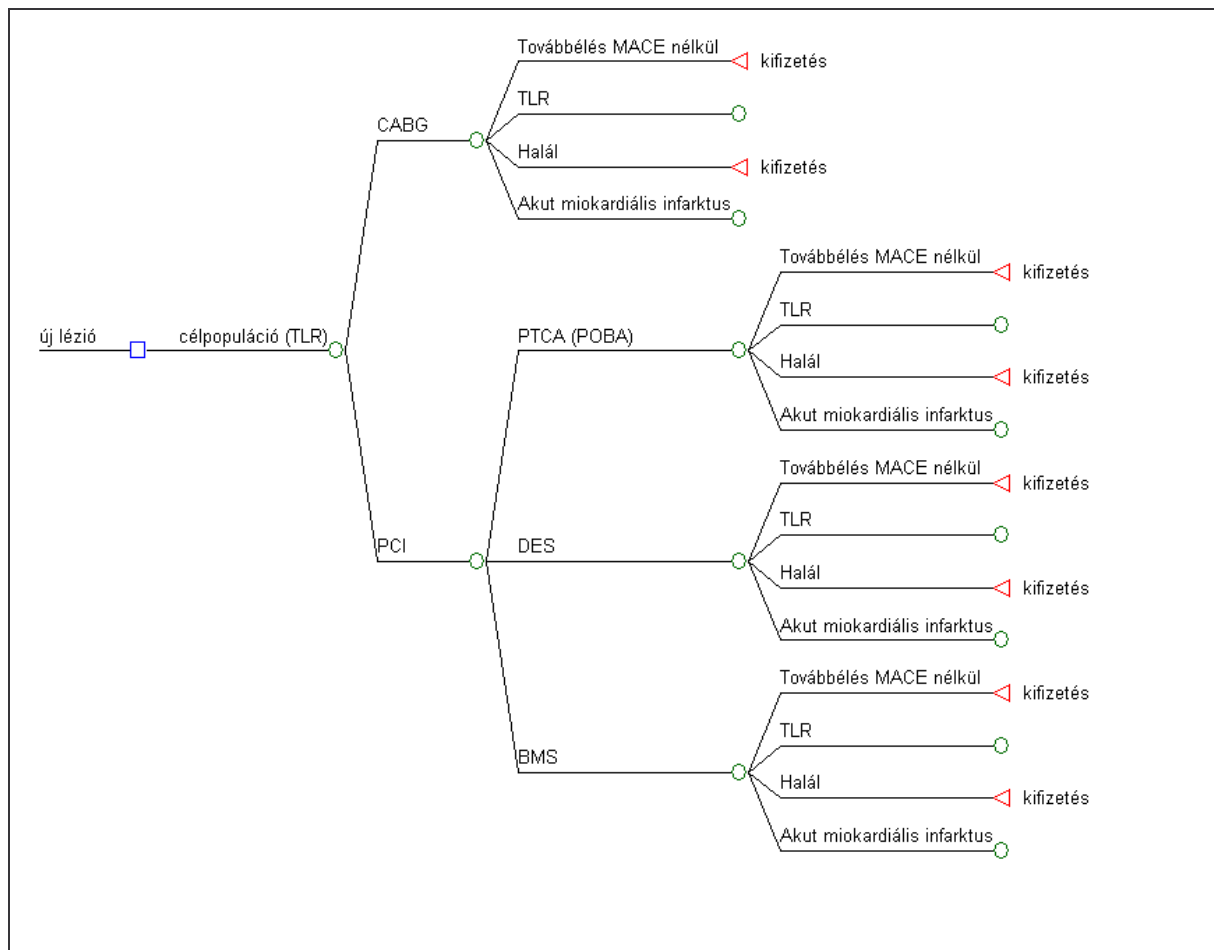 Továbbélés MACE nélkül
kifizetés
TLR
CABG
Halál
kifizetés
Akut miokardiális infarktus
új lézió
célpopuláció (TLR)
Továbbélés MACE nélkül
kifizetés
TLR
PTCA (POBA)
Halál
kifizetés
Akut miokardiális infarktus
PCI
Továbbélés MACE nélkül
kifizetés
TLR
DES
Halál
kifizetés
Akut miokardiális infarktus
Továbbélés MACE nélkül
kifizetés
TLR
BMS
Halál
kifizetés
Akut miokardiális infarktus